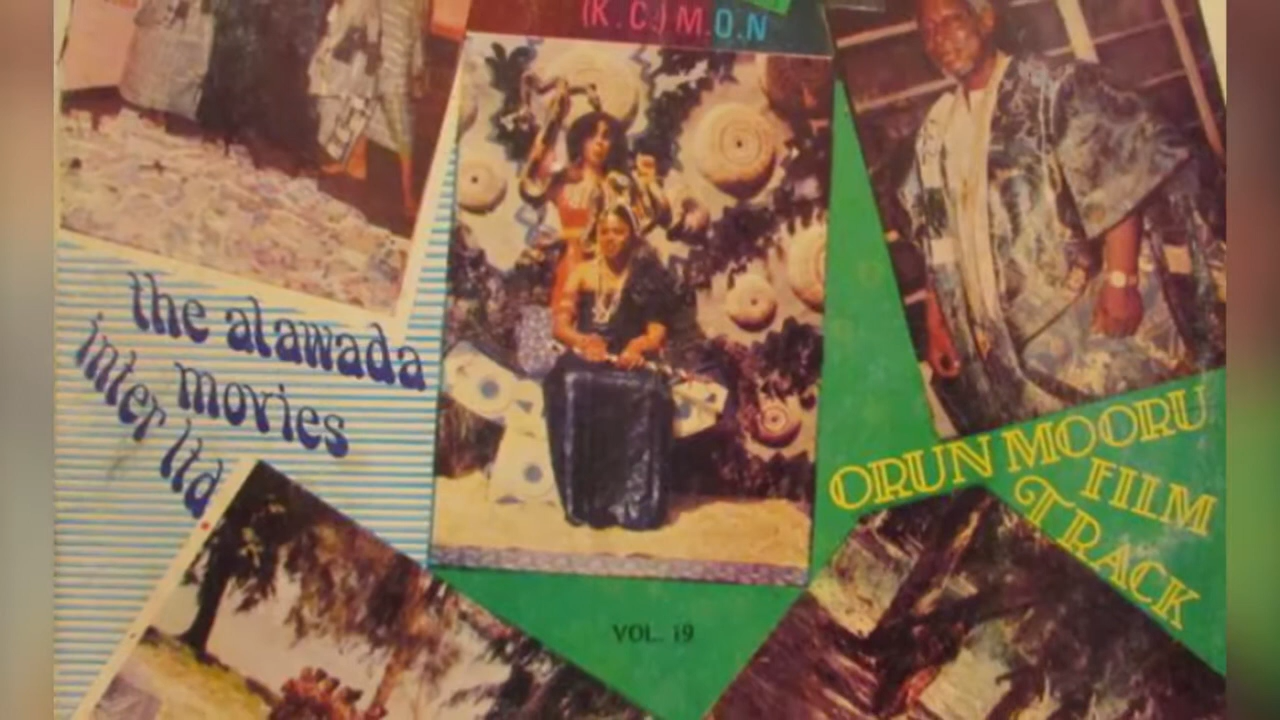 (K.C.) M.O.N
the alawada
movies
inter ltd
ORUN MOORU
FILM
TRACK
VOL. 19